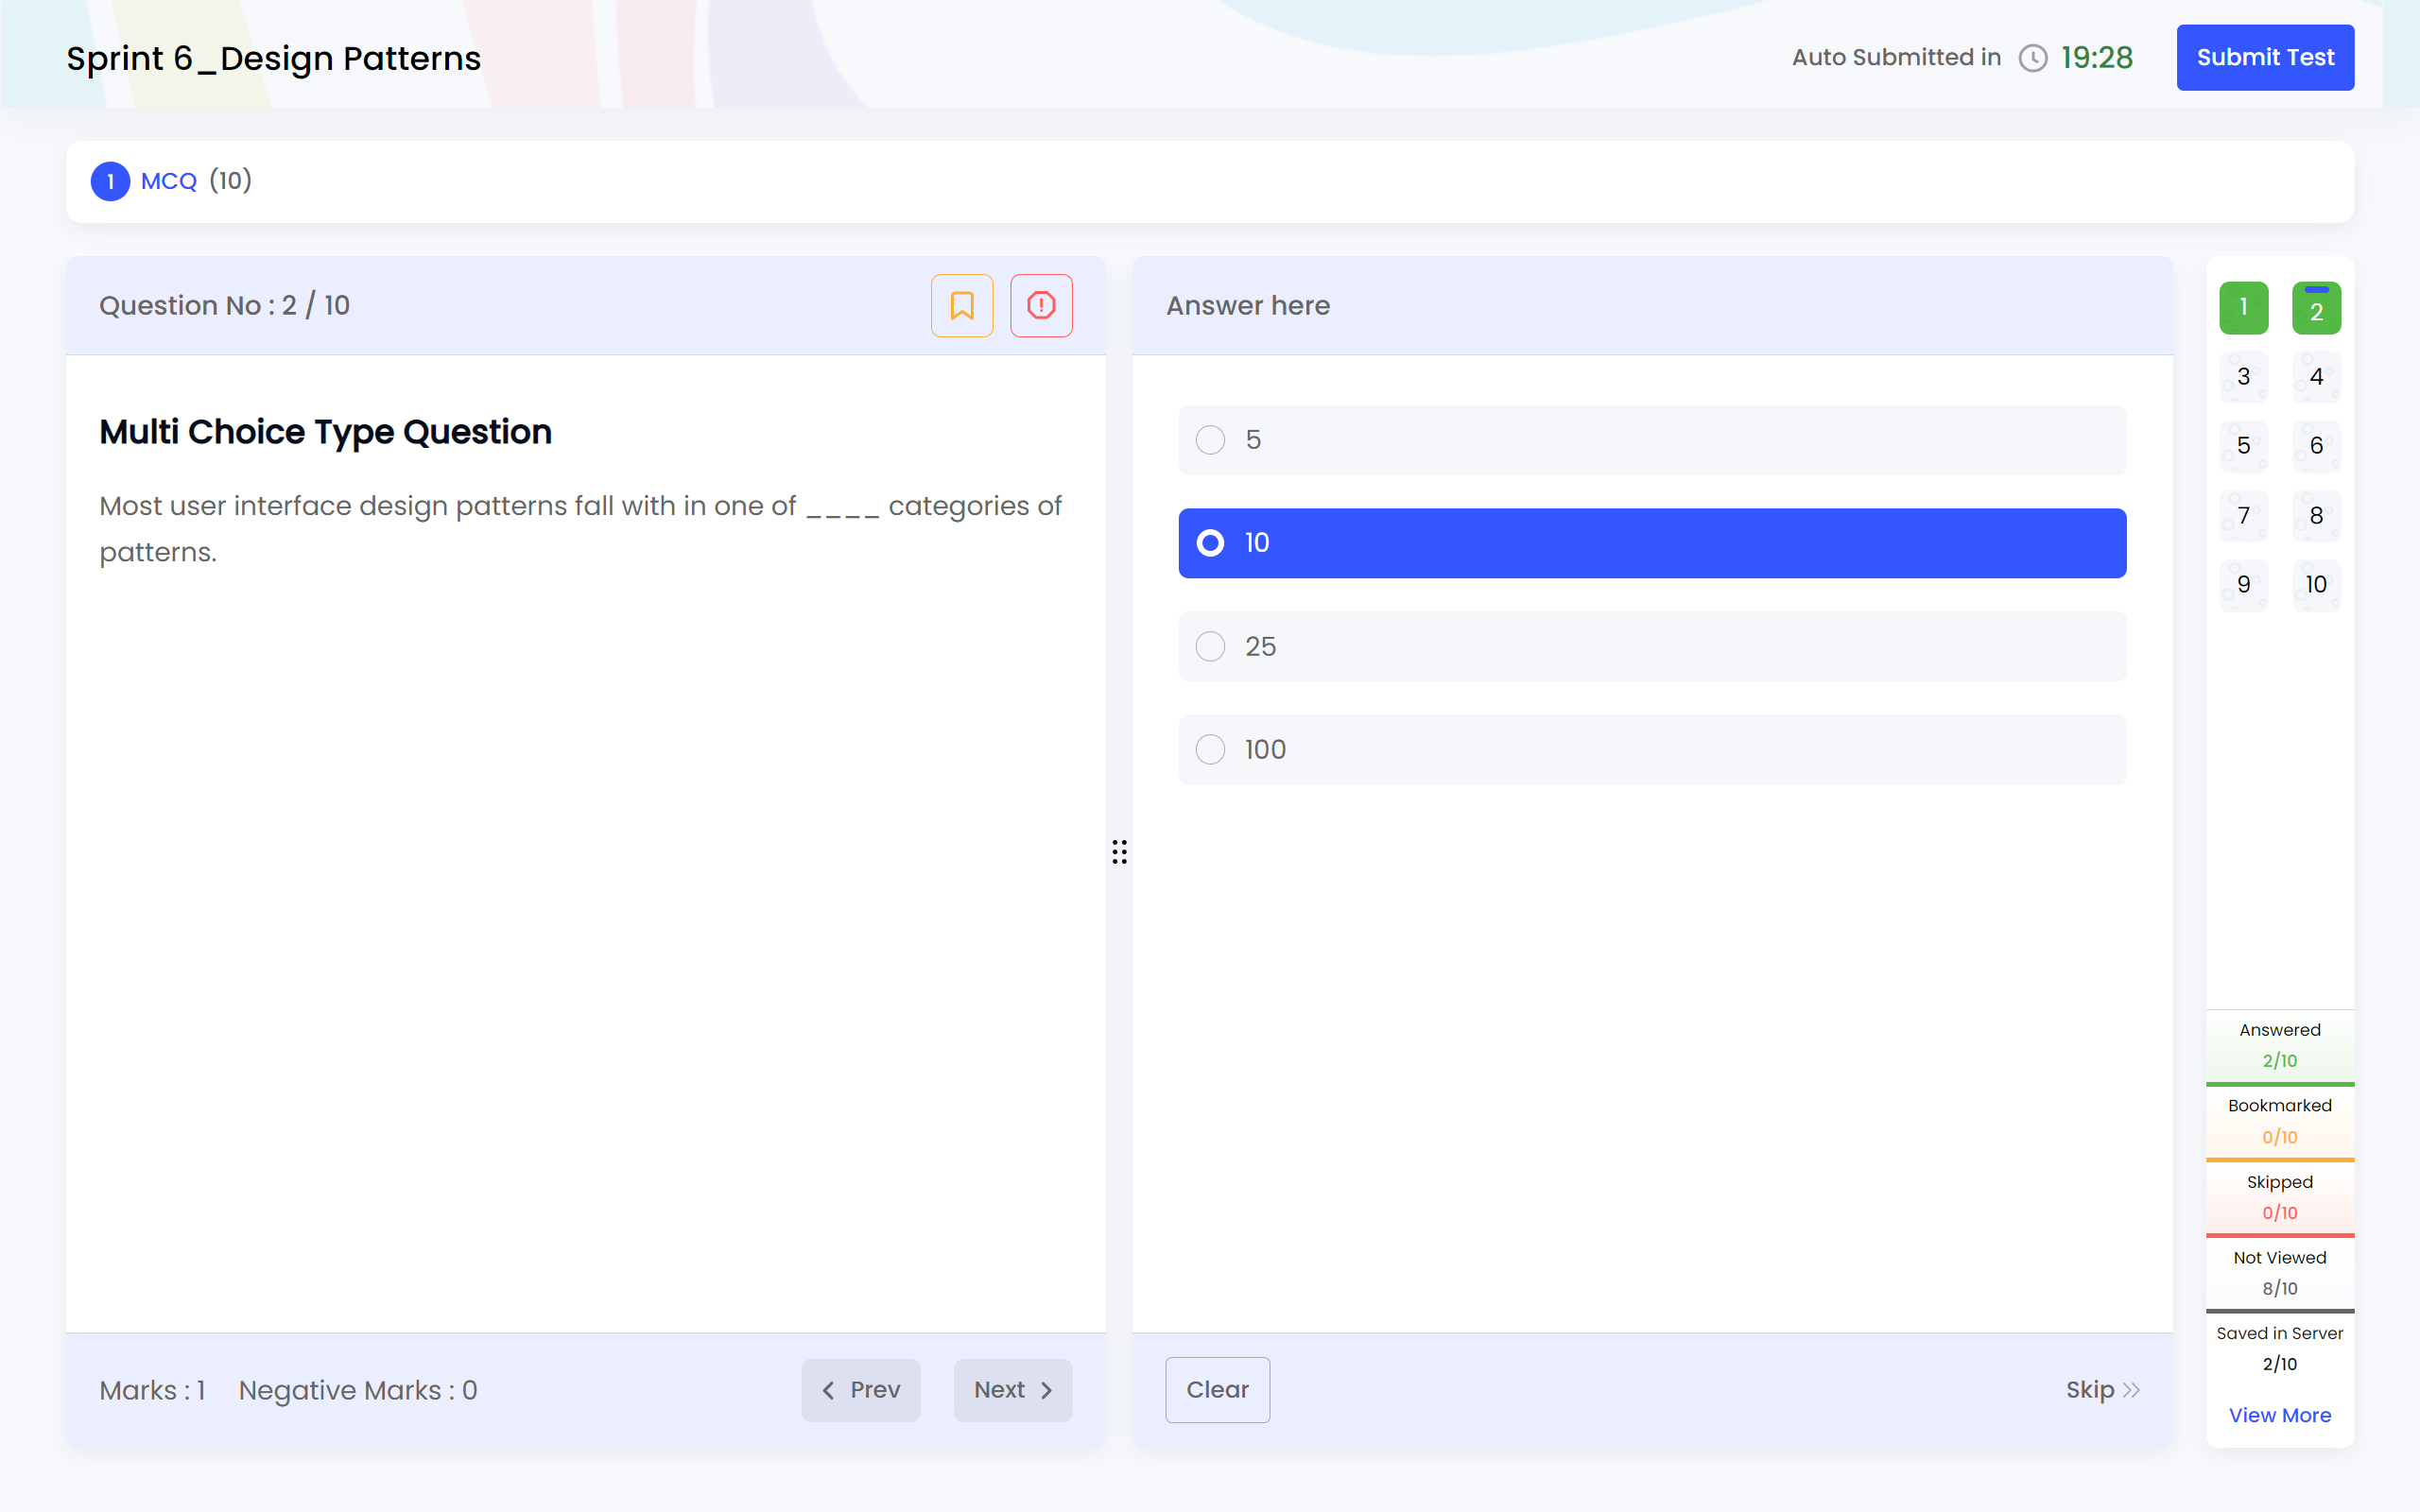 Sprint 6_Design Patterns
Auto Submitted in 19:28
Submit Test
1 MCQ (10)
Question No : 2 / 10
Multi Choice Type Question
Most user interface design patterns fall with in one of ____ categories of
patterns.
Marks : 1 Negative Marks : 0
Prev
Next
Answer here
5
10
25
100
Clear
Skip
1 2
3 4
5 6
7 8
9 10
Answered
2/10
Bookmarked
0/10
Skipped
0/10
Not Viewed
8/10
Saved in Server
2/10
View More